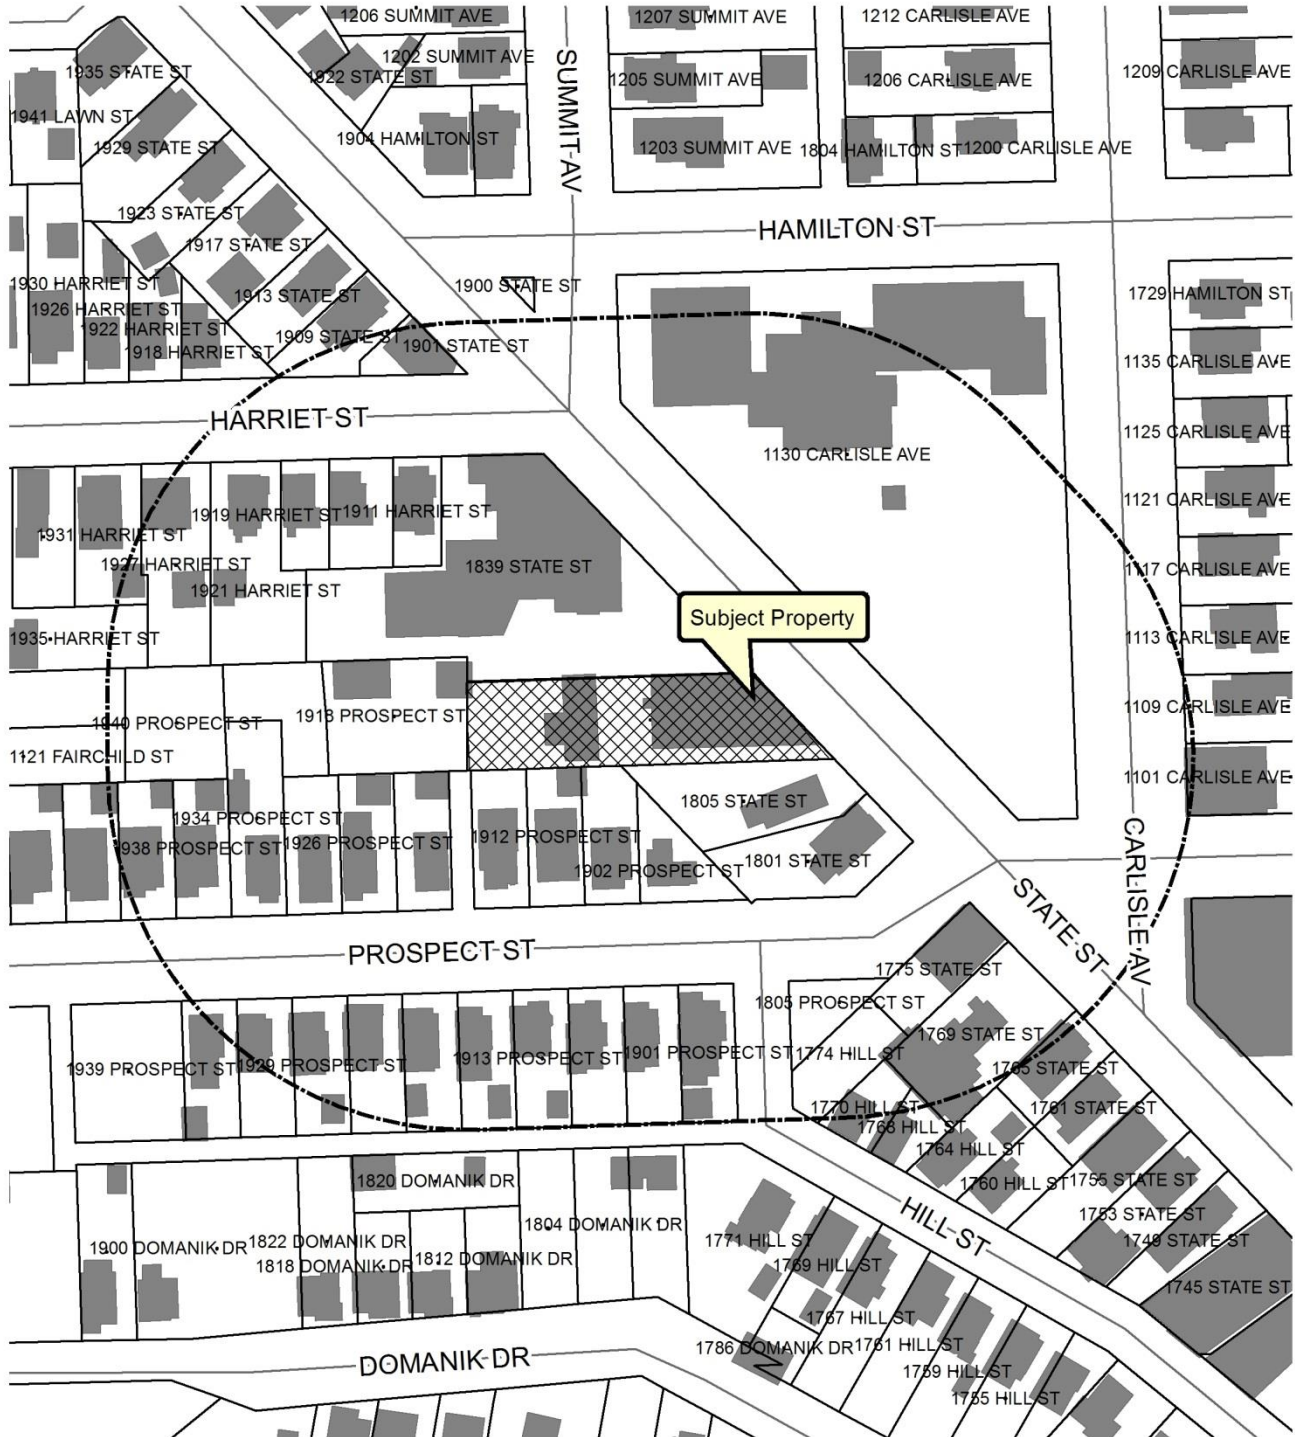 1206 SUMMIT AVE
1207 SUMMIT AVE
1212 CARLISLE AVE
1935 STATE ST
1202 SUMMIT AVE
1922 STATE ST
1205 SUMMIT AVE
1206 CARLISLE AVE
1209 CARLISLE AVE
SUMMIT AV
1941 LAWN ST
1929 STATE ST
1904 HAMILTON ST
1203 SUMMIT AVE
1804 HAMILTON ST
1200 CARLISLE AVE
1923 STATE ST
1917 STATE ST
HAMILTON ST
1930 HARRIET ST
1913 STATE ST
1900 STATE ST
1729 HAMILTON ST
1926 HARRIET ST
1922 HARRIET ST
1909 STATE ST
1918 HARRIET ST
1901 STATE ST
1135 CARLISLE AVE
HARRIET ST
1125 CARLISLE AVE
1130 CARLISLE AVE
1121 CARLISLE AVE
1919 HARRIET ST
1911 HARRIET ST
1931 HARRIET ST
1927 HARRIET ST
1839 STATE ST
1117 CARLISLE AVE
1921 HARRIET ST
Subject Property
1935 HARRIET ST
1113 CARLISLE AVE
1109 CARLISLE AVE
1940 PROSPECT ST
1918 PROSPECT ST
1121 FAIRCHILD ST
1101 CARLISLE AVE
1805 STATE ST
1934 PROSPECT ST
1938 PROSPECT ST
1926 PROSPECT ST
1912 PROSPECT ST
1902 PROSPECT ST
1801 STATE ST
CARLISLE AV
STATE ST
PROSPECT ST
1775 STATE ST
1805 PROSPECT ST
1769 STATE ST
1774 HILL ST
1939 PROSPECT ST
1929 PROSPECT ST
1913 PROSPECT ST
1901 PROSPECT ST
1765 STATE ST
1770 HILL ST
1761 STATE ST
1768 HILL ST
1764 HILL ST
1760 HILL ST
1755 STATE ST
1820 DOMANIK DR
1753 STATE ST
HILL ST
1804 DOMANIK DR
1749 STATE ST
1771 HILL ST
1900 DOMANIK DR
1822 DOMANIK DR
1818 DOMANIK DR
1812 DOMANIK DR
1769 HILL ST
1745 STATE ST
1767 HILL ST
1786 DOMANIK DR
1761 HILL ST
1759 HILL ST
1755 HILL ST
DOMANIK DR